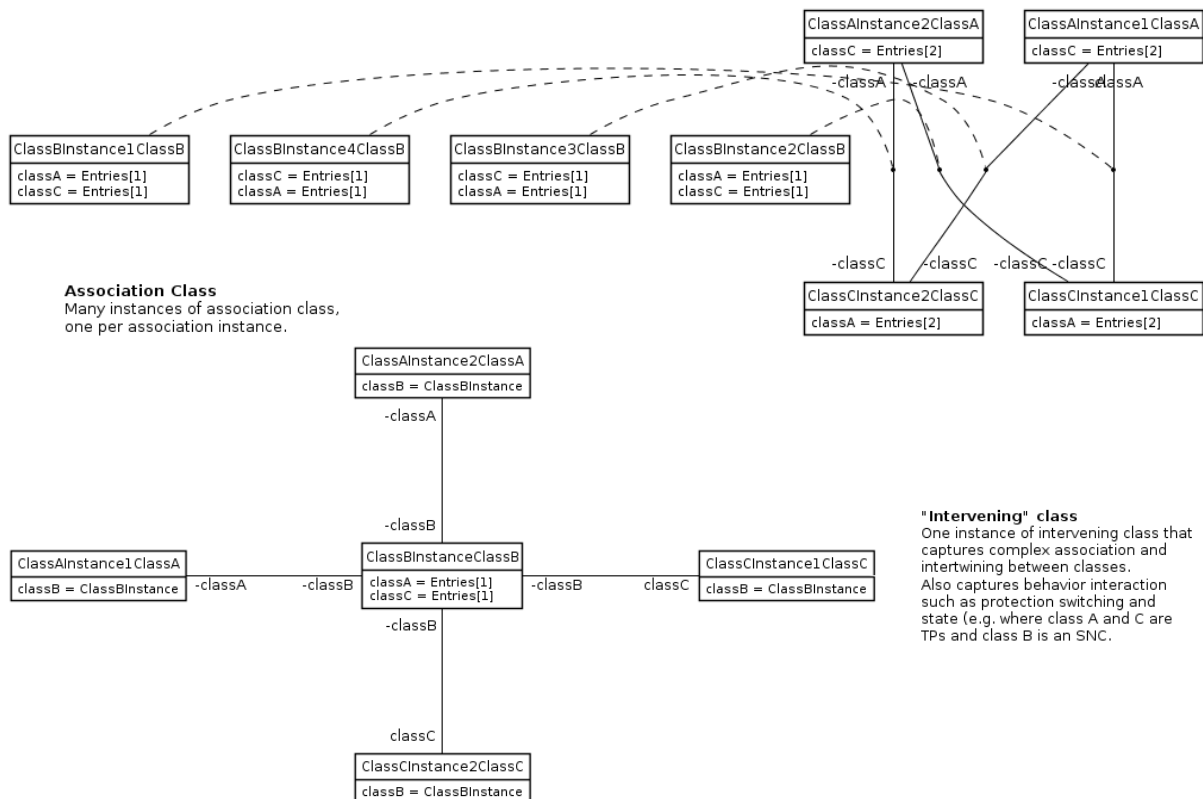 ClassAInstance2ClassA
classC = Entries[2]
ClassAInstance1ClassA
classC = Entries[2]
-classA
-classA
-classA
-classA
ClassBInstance1ClassB
classA = Entries[1]
classC = Entries[1]
ClassBInstance4ClassB
classC = Entries[1]
classA = Entries[1]
ClassBInstance3ClassB
classC = Entries[1]
classA = Entries[1]
ClassBInstance2ClassB
classA = Entries[1]
classC = Entries[1]
-classC
-classC
-classC
-classC
ClassCInstance2ClassC
classA = Entries[2]
ClassCInstance1ClassC
classA = Entries[2]
Association Class
Many instances of association class,
one per association instance.
ClassAInstance2ClassA
classB = ClassBInstance
-classA
-classB
ClassAInstance1ClassA
classB = ClassBInstance
-classA
-classB
ClassBInstanceClassB
classA = Entries[1]
classC = Entries[1]
-classB
classC
ClassCInstance1ClassC
classB = ClassBInstance
-classB
classC
ClassCInstance2ClassC
classB = ClassBInstance
"Intervening" class
One instance of intervening class that
captures complex association and
intertwining between classes.
Also captures behavior interaction
such as protection switching and
state (e.g. where class A and C are
TPs and class B is an SNC.